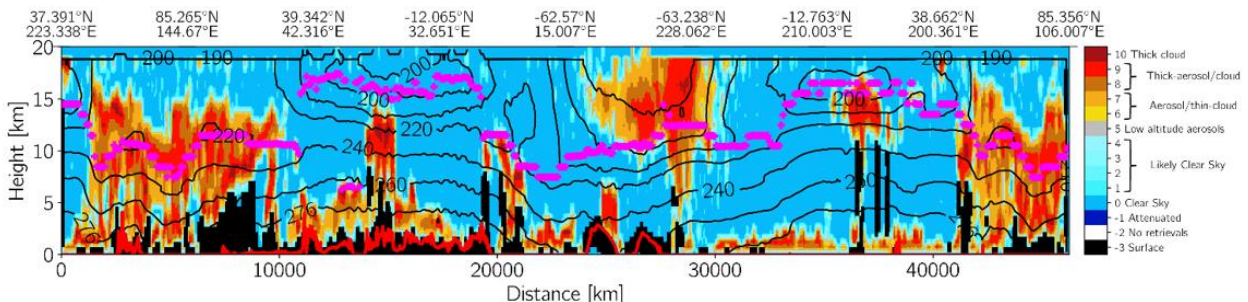 37.391°N 85.265°N 39.342°N -12.065°N -62.57°N -63.238°N -12.763°N 38.662°N 85.356°N
223.338°E 144.67°E 42.316°E 32.651°E 15.007°E 228.062°E 210.003°E 200.361°E 106.007°E
20
15
10
5
0
Height [km]
200 190 200 200 190
200 200
220 220
240 240
260
276
0 10000 20000 30000 40000
Distance [km]
10 Thick cloud
9
8
Thick-aerosol/cloud
7
6
Aerosol/thin-cloud
5 Low altitude aerosols
4
3
2
1
Likely Clear Sky
0 Clear Sky
-1 Attenuated
-2 No retrievals
-3 Surlace